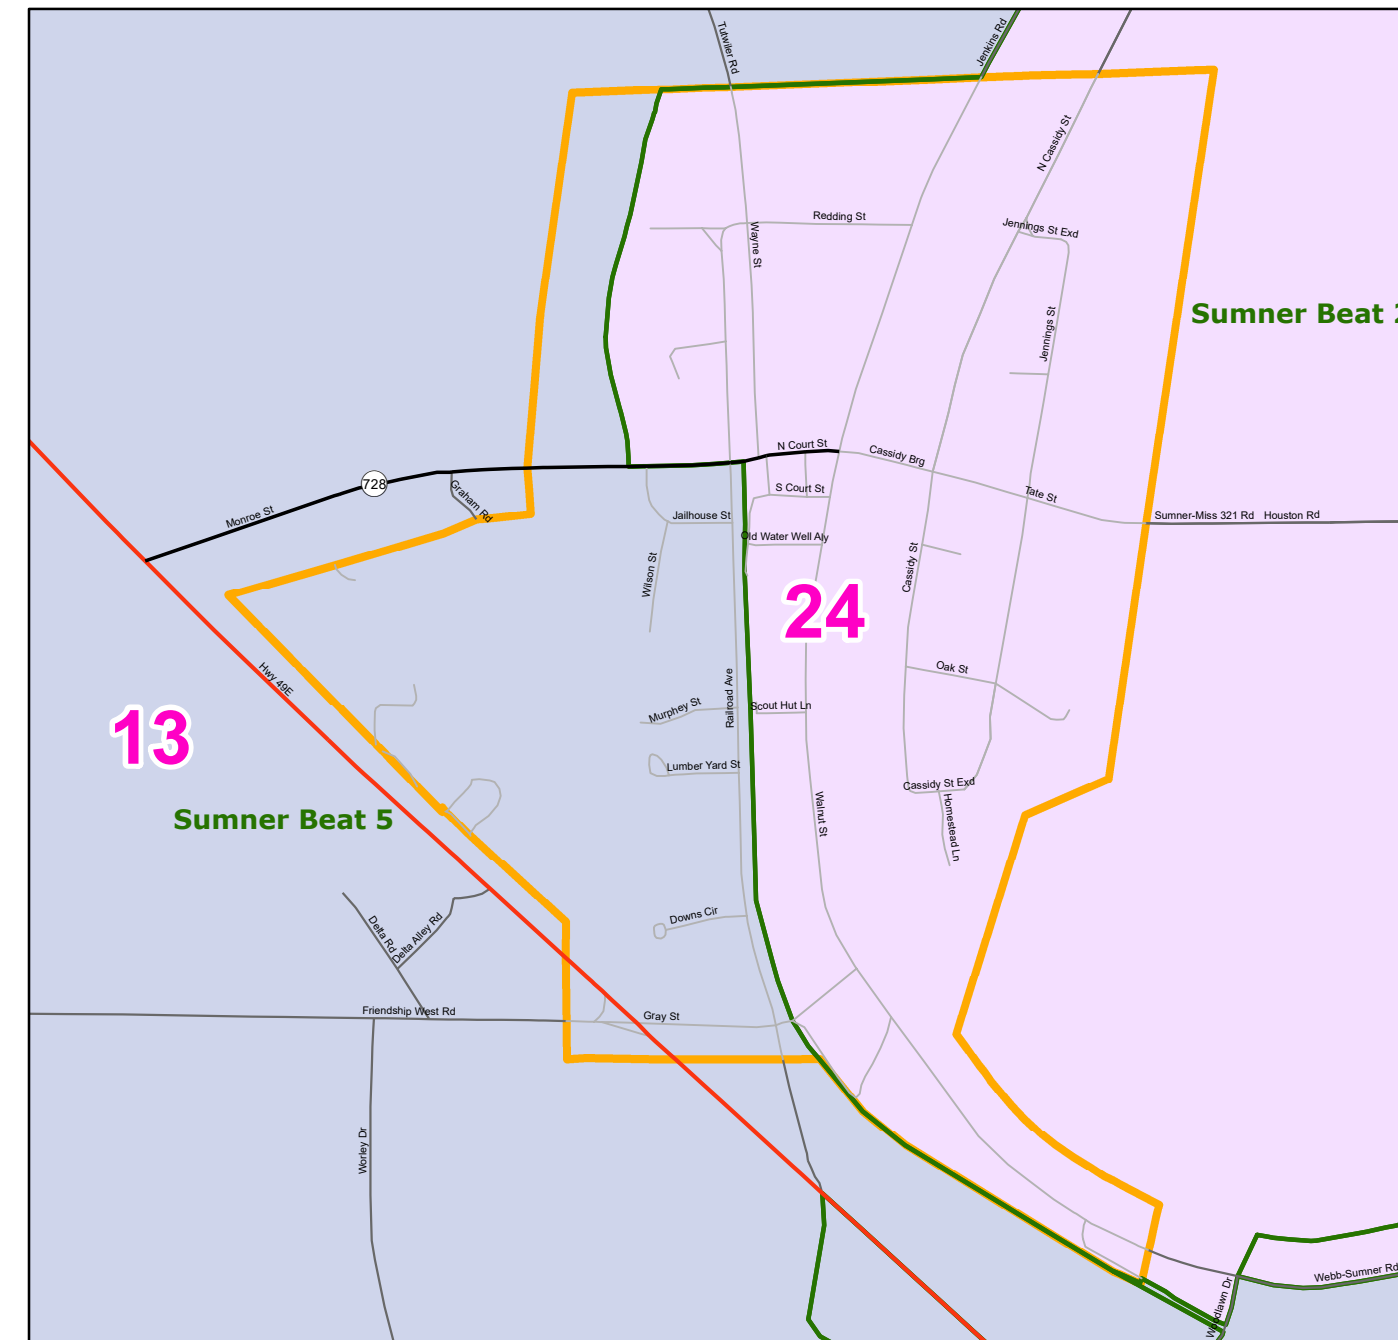 Tutwiler Rd
Jenkins Rd
N Cassidy St
Redding St
Jennings St Exd
Wayne St
Sumner Beat
Jennings St
N Court St
Cassidy Brg
728
Graham Rd
S Court St
Tate St
Monroe St
Jailhouse St
Sumner-Miss 321 Rd
Houston Rd
Old Water Well Aly
Wilson St
Cassidy St
24
Oak St
Hwy 49E
Railroad Ave
Murphey St
Scout Hut Ln
13
Lumber Yard St
Cassidy St Exd
Sumner Beat 5
Walnut St
Homestead Ln
Delta Rd
Delta Alley Rd
Downs Cir
Friendship West Rd
Gray St
Worley Dr
Webb-Sumner Rd
Woodlawn Dr